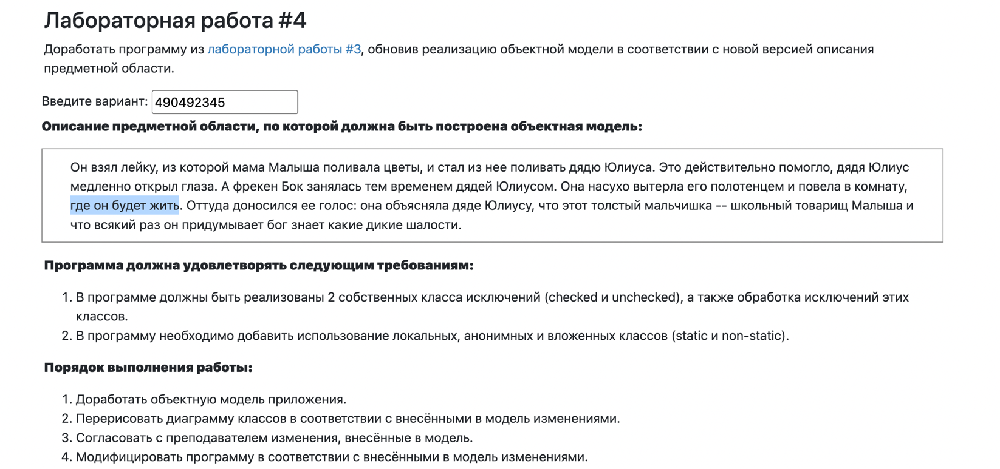 Лабораторная работа #4
Доработать программу из лабораторной работы #3, обновив реализацию объектной модели в соответствии с новой версией описания
предметной области.
Введите вариант: 490492345
Описание предметной области, по которой должна быть построена объектная модель:
Он взял лейку, из которой мама Малыша поливала цветы, и стал из нее поливать дядю Юлиуса. Это действительно помогло, дядя Юлиус
медленно открыл глаза. А фрекен Бок занялась тем временем дядей Юлиусом. Она насухо вытерла его полотенцем и повела в комнату,
где он будет жить. Оттуда доносился ее голос: она объясняла дяде Юлиусу, что этот толстый мальчишка -- школьный товарищ Малыша и
что всякий раз он придумывает бог знает какие дикие шалости.
Программа должна удовлетворять следующим требованиям:
1. В программе должны быть реализованы 2 собственных класса исключений (checked и unchecked), а также обработка исключений этих
классов.
2. В программу необходимо добавить использование локальных, анонимных и вложенных классов (static и non-static).
Порядок выполнения работы:
1. Доработать объектную модель приложения.
2. Перерисовать диаграмму классов в соответствии с внесёнными в модель изменениями.
3. Согласовать с преподавателем изменения, внесённые в модель.
4. Модифицировать программу в соответствии с внесёнными в модель изменениями.